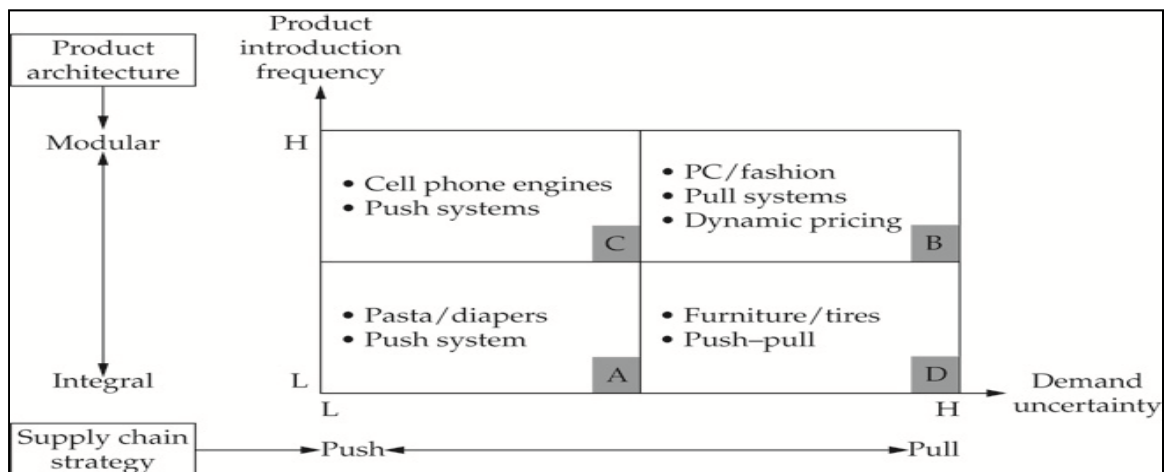 Product
introduction
frequency
Product
architecture
Modular
Integral
H
L
• Cell phone engines
• Push systems
C
• PC/fashion
• Pull systems
• Dynamic pricing
B
• Pasta/diapers
• Push system
A
• Furniture/tires
• Push–pull
D
L
H
Demand
uncertainty
Supply chain
strategy
Push
Pull